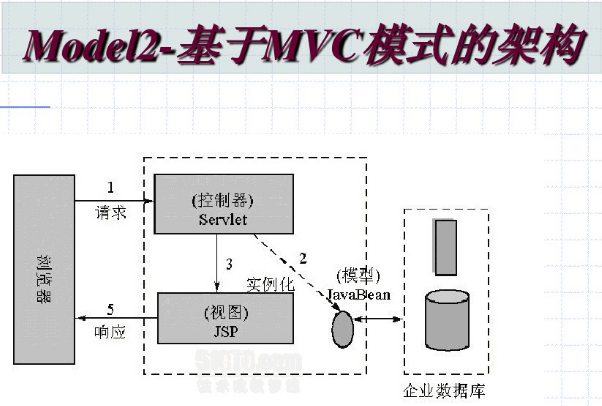 Model2-基于MVC模式的架构
浏览器
1
请求
(控制器)
Servlet
3
2
实例化
(模型)
JavaBean
(视图)
JSP
5
响应
企业数据库